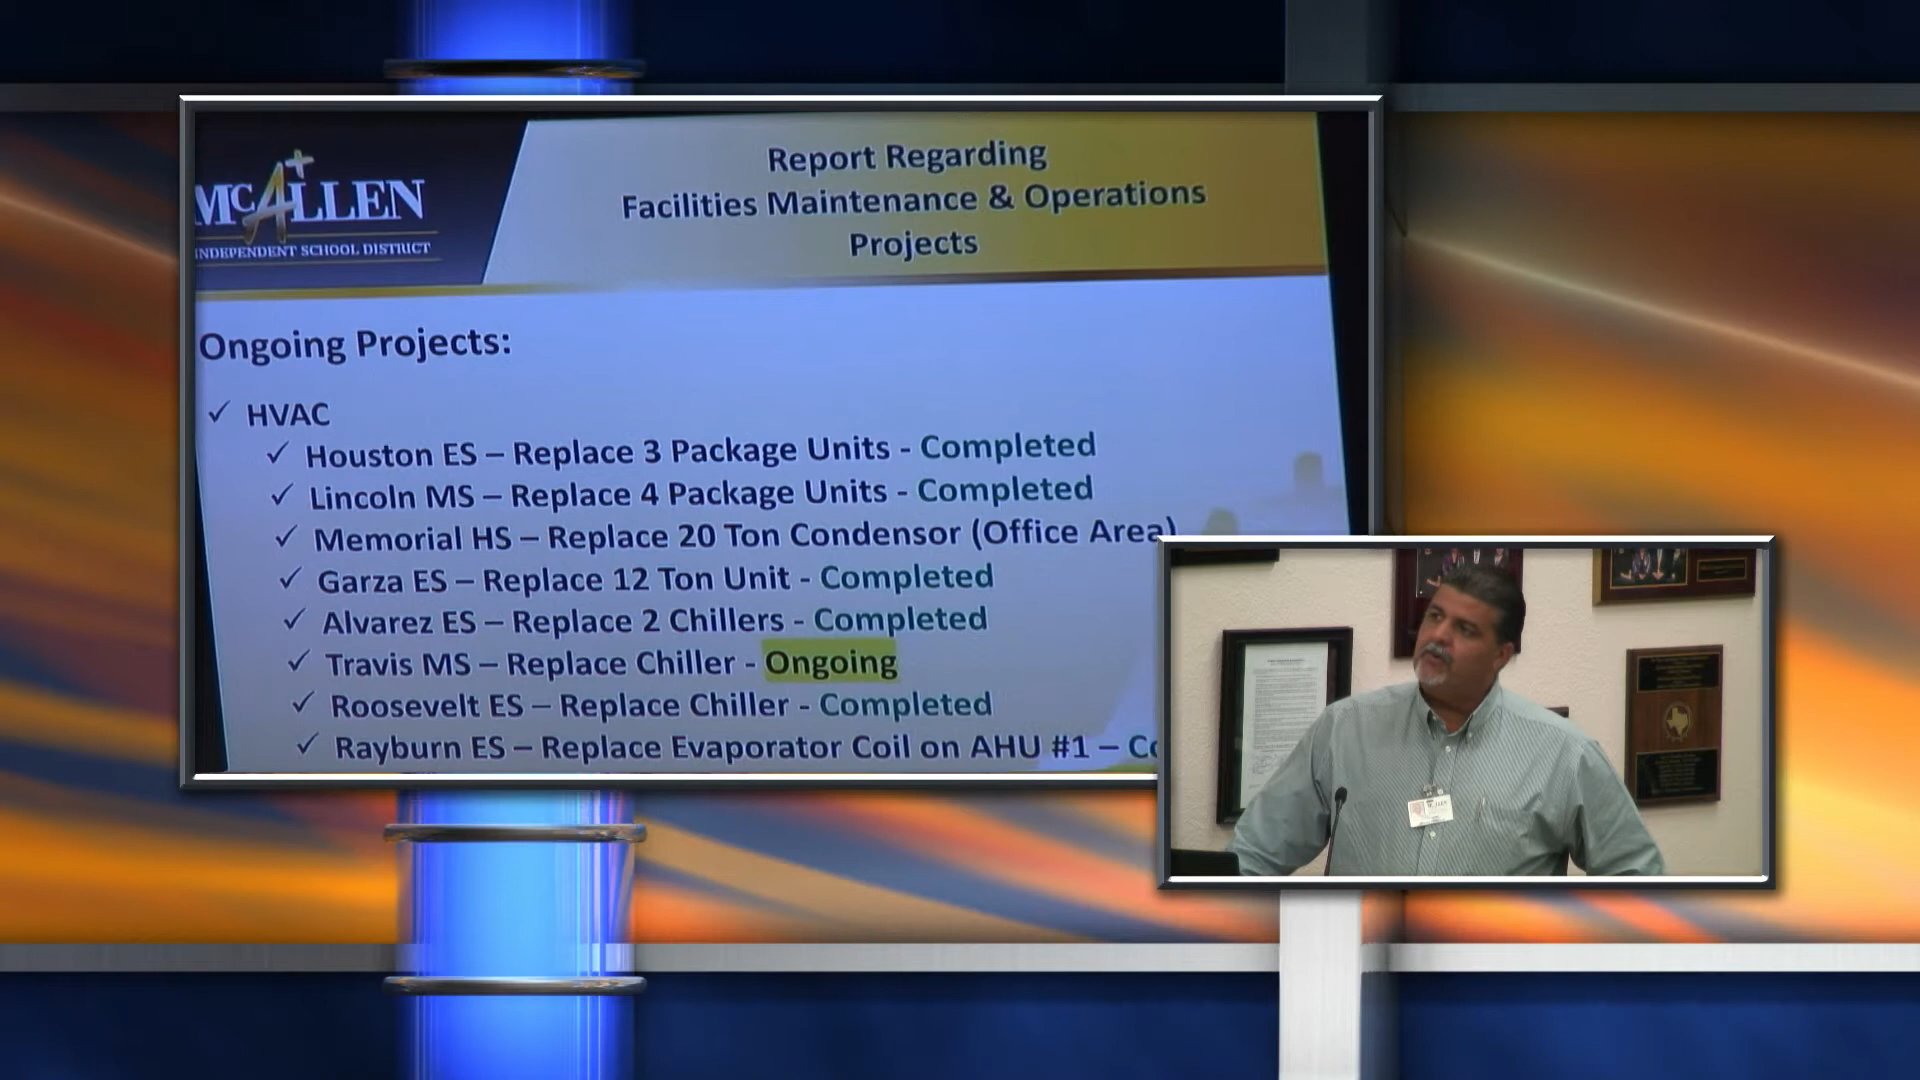 McALLEN
INDEPENDENT SCHOOL DISTRICT
Report Regarding
Facilities Maintenance & Operations
Projects
Ongoing Projects:
✓ HVAC
✓ Houston ES – Replace 3 Package Units - Completed
✓ Lincoln MS – Replace 4 Package Units - Completed
✓ Memorial HS – Replace 20 Ton Condensor (Office Area)
✓ Garza ES – Replace 12 Ton Unit - Completed
✓ Alvarez ES – Replace 2 Chillers - Completed
✓ Travis MS – Replace Chiller - Ongoing
✓ Roosevelt ES – Replace Chiller - Completed
✓ Rayburn ES – Replace Evaporator Coil on AHU #1 – Co